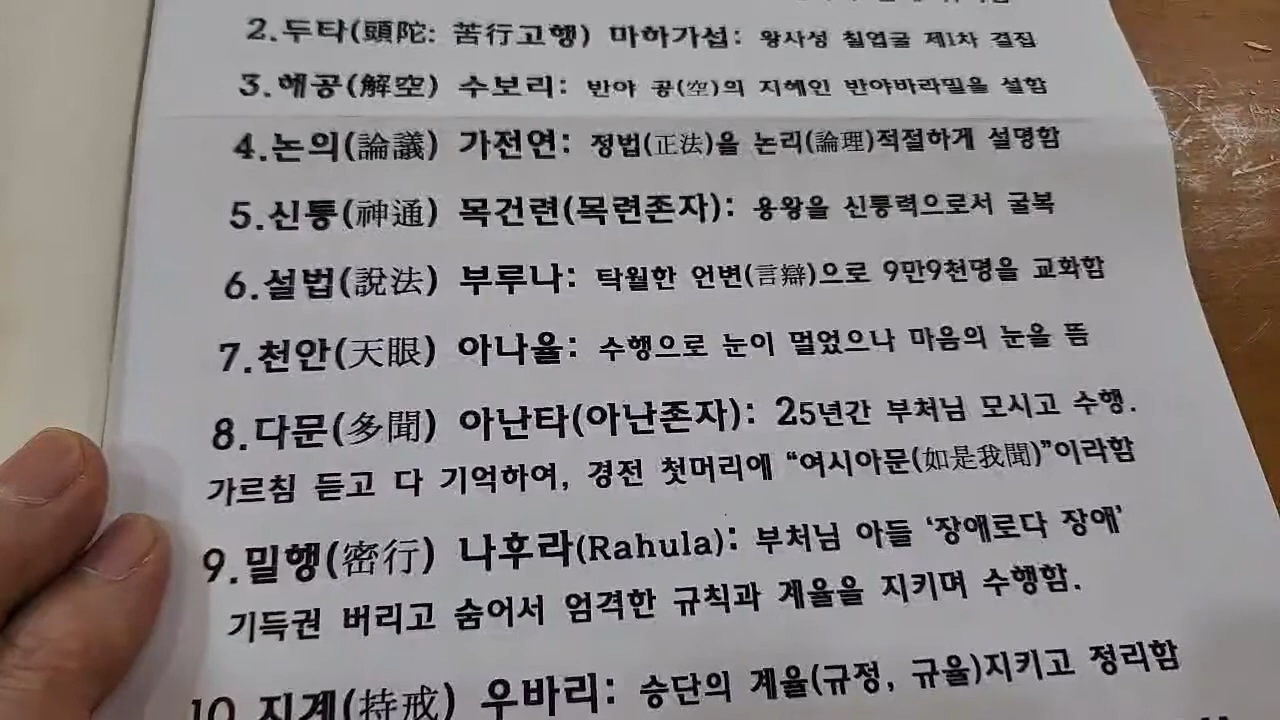 2.두타(頭陀: 苦行고행) 마하가섭: 왕사성 칠엽굴 제1차 결집
3.해공(解空) 수보리: 반야 공(空)의 지혜인 반야바라밀을 설함
4.논의(論議) 가전연: 정법(正法)을 논리(論理)적절하게 설명함
5.신통(神通) 목건련(목련존자): 용왕을 신통력으로서 굴복
6.설법(說法) 부루나: 탁월한 언변(言辯)으로 9만9천명을 교화함
7.천안(天眼) 아나율: 수행으로 눈이 멀었으나 마음의 눈을 뜸
8.다문(多聞) 아난타(아난존자): 25년간 부처님 모시고 수행.
가르침 듣고 다 기억하여, 경전 첫머리에 “여시아문(如是我聞)”이라함
9.밀행(密行) 나후라(Rahula): 부처님 아들 ‘장애로다 장애’
기득권 버리고 숨어서 엄격한 규칙과 계율을 지키며 수행함.
10.지계(持戒) 우바리: 승단의 계율(규정, 규율)지키고 정리함